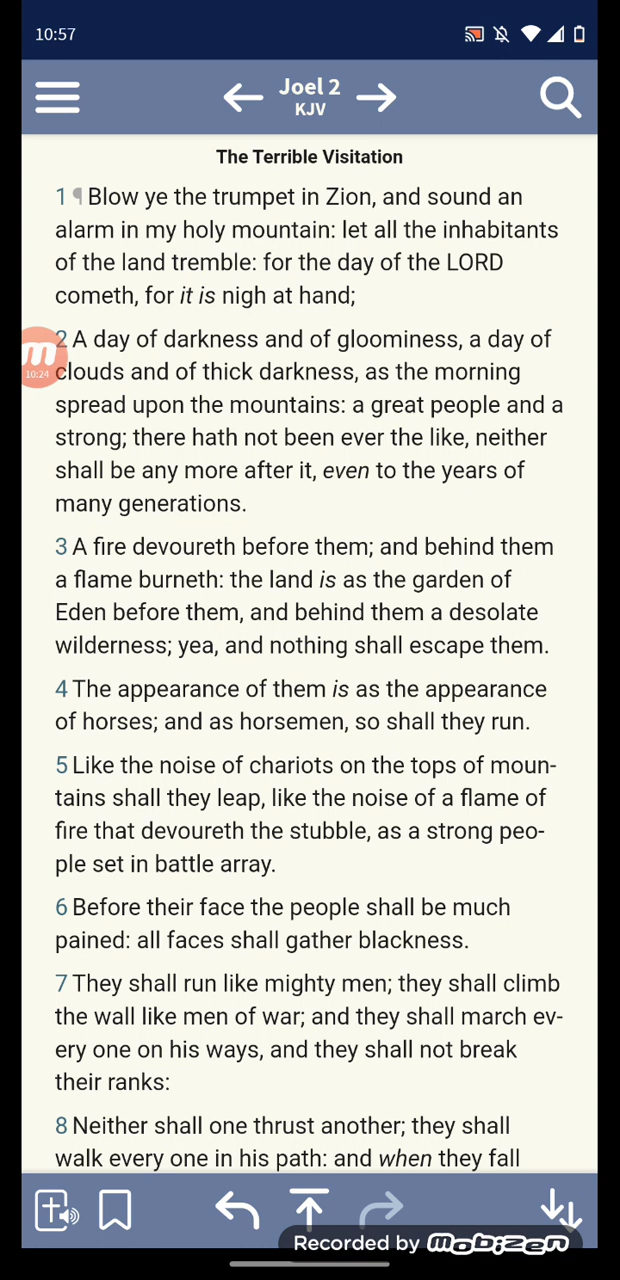 10:57
Joel 2
KJV
The Terrible Visitation
1 ¶ Blow ye the trumpet in Zion, and sound an
alarm in my holy mountain: let all the inhabitants
of the land tremble: for the day of the LORD
cometh, for it is nigh at hand;
2 A day of darkness and of gloominess, a day of
clouds and of thick darkness, as the morning
spread upon the mountains: a great people and a
strong; there hath not been ever the like, neither
shall be any more after it, even to the years of
many generations.
3 A fire devoureth before them; and behind them
a flame burneth: the land is as the garden of
Eden before them, and behind them a desolate
wilderness; yea, and nothing shall escape them.
4 The appearance of them is as the appearance
of horses; and as horsemen, so shall they run.
5 Like the noise of chariots on the tops of moun-
tains shall they leap, like the noise of a flame of
fire that devoureth the stubble, as a strong peo-
ple set in battle array.
6 Before their face the people shall be much
pained: all faces shall gather blackness.
7 They shall run like mighty men; they shall climb
the wall like men of war; and they shall march ev-
ery one on his ways, and they shall not break
their ranks:
8 Neither shall one thrust another; they shall
walk every one in his path: and when they fall
m
10:24
Recorded by mobizen